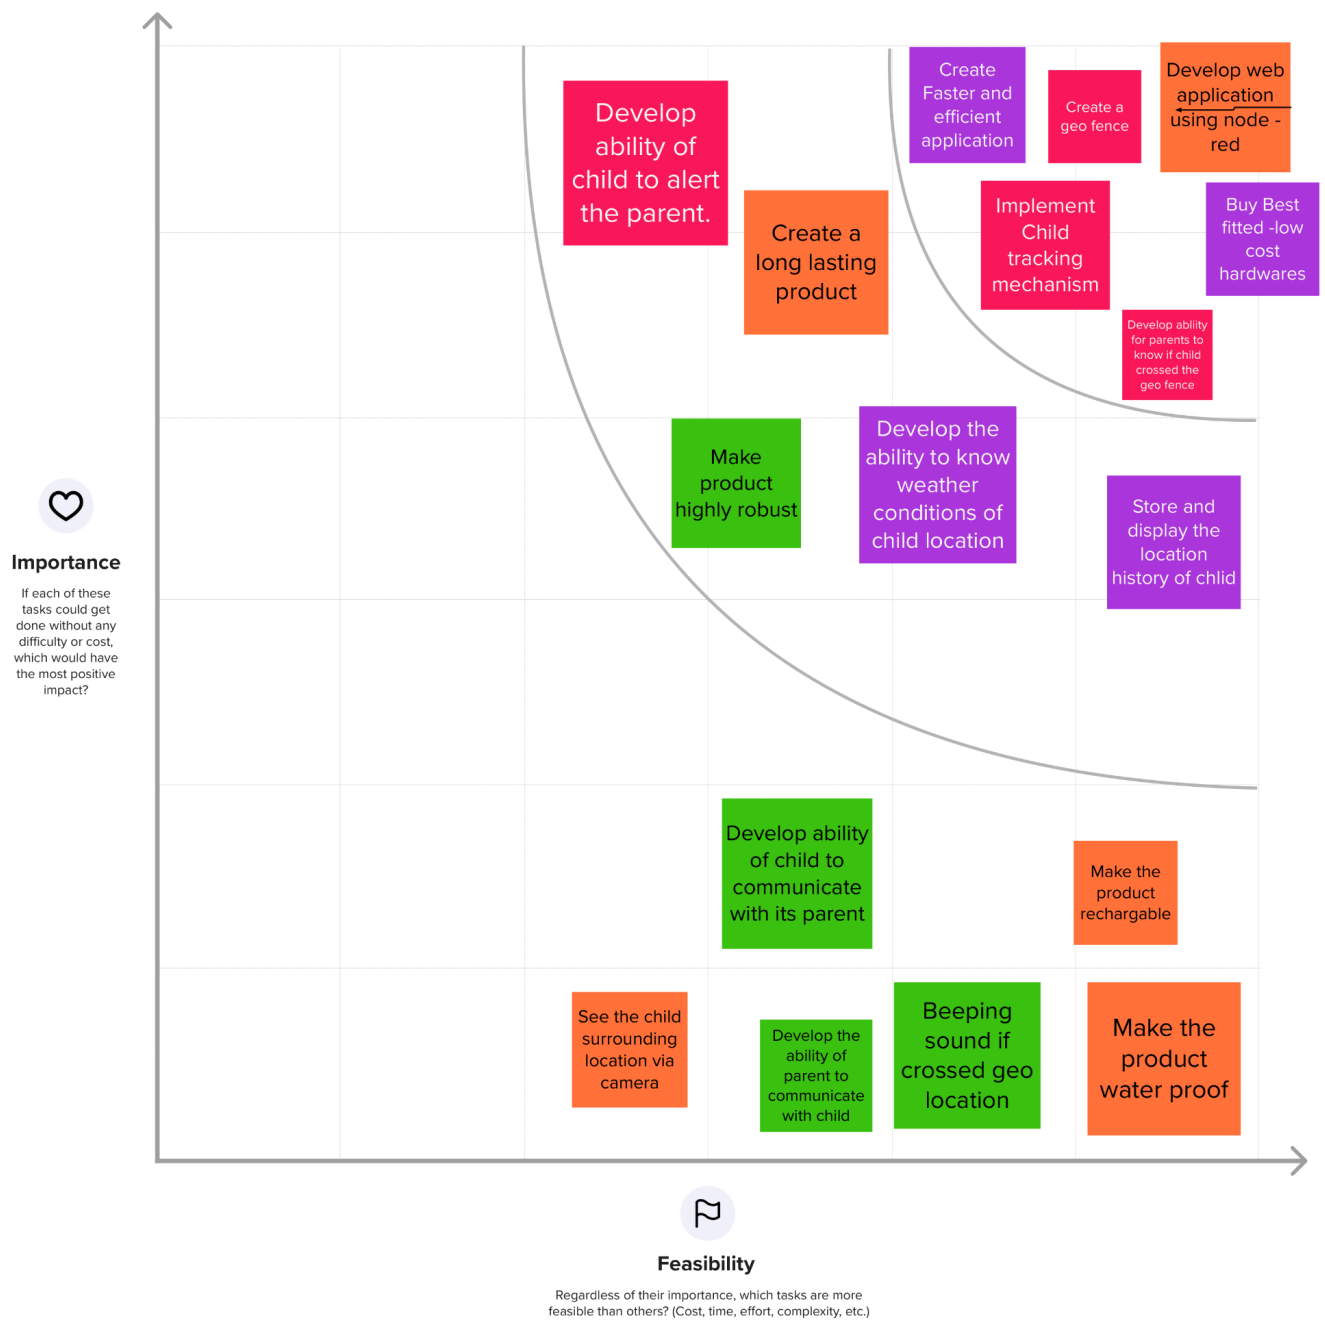 Create
Faster and
efficient
application
Create a
geo fence
Develop web
application
using node -
red
Develop
ability of
child to alert
the parent.
Implement
Child
tracking
mechanism
Buy Best
fitted -low
cost
hardwares
Create a
long lasting
product
Develop abliity
for parents to
know if child
crossed the
geo fence
Make
product
highly robust
Develop the
ability to know
weather
conditions of
child location
Store and
display the
location
history of chlid
Importance
If each of these
tasks could get
done without any
difficulty or cost,
which would have
the most positive
impact?
Develop ability
of child to
communicate
with its parent
Make the
product
rechargable
See the child
surrounding
location via
camera
Develop the
ability of
parent to
communicate
with child
Beeping
sound if
crossed geo
location
Make the
product
water proof
Feasibility
Regardless of their importance, which tasks are more
feasible than others? (Cost, time, effort, complexity, etc.)